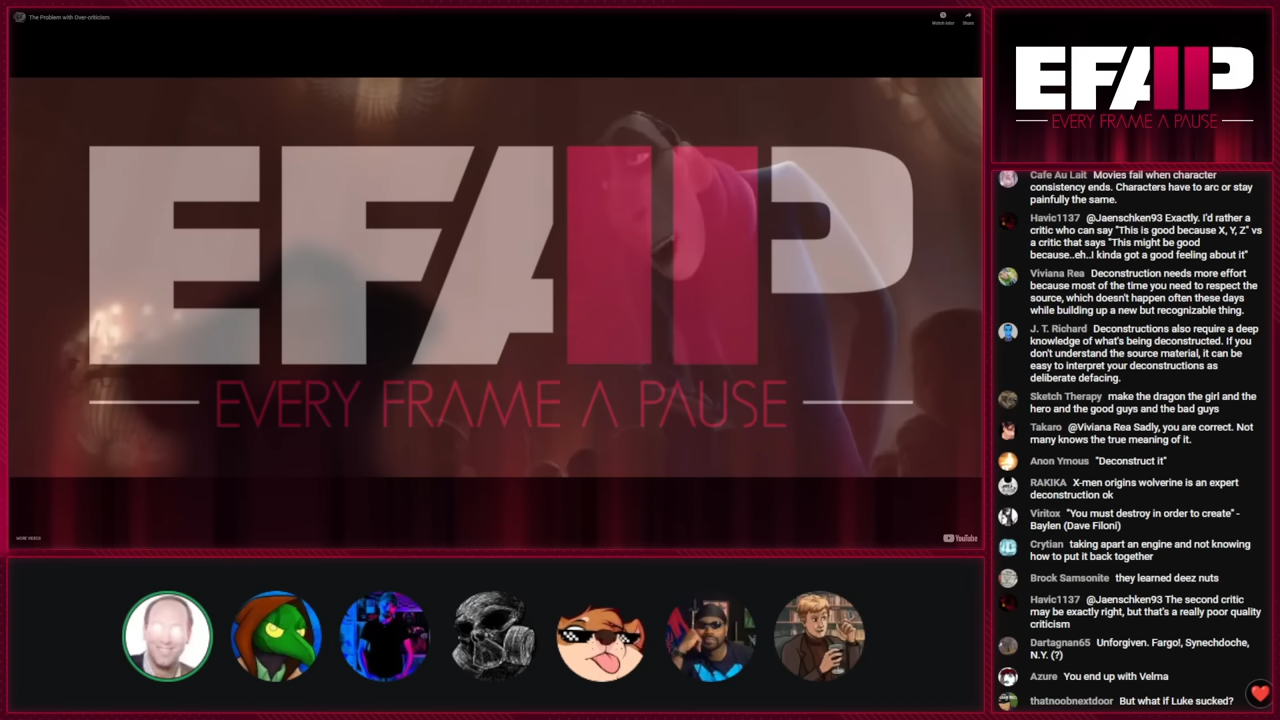 The Problem with Over-criticism
Watch later
Share
EFAP
EVERY FRAME A PAUSE
MORE VIDEOS
YouTube
EFAP
EVERY FRAME A PAUSE
Cafe Au Lait Movies fail when character
consistency ends. Characters have to arc or stay
painfully the same.
Havic1137 @Jaenschken93 Exactly. I'd rather a
critic who can say "This is good because X, Y, Z" vs
a critic that says "This might be good
because..eh..I kinda got a good feeling about it"
Viviana Rea Deconstruction needs more effort
because most of the time you need to respect the
source, which doesn't happen often these days
while building up a new but recognizable thing.
J. T. Richard Deconstructions also require a deep
knowledge of what's being deconstructed. If you
don't understand the source material, it can be
easy to interpret your deconstructions as
deliberate defacing.
Sketch Therapy make the dragon the girl and the
hero and the good guys and the bad guys
Takaro @Viviana Rea Sadly, you are correct. Not
many knows the true meaning of it.
Anon Ymous "Deconstruct it"
RAKIKA X-men origins wolverine is an expert
deconstruction ok
Viritox "You must destroy in order to create" -
Baylen (Dave Filoni)
Crytian taking apart an engine and not knowing
how to put it back together
Brock Samsonite they learned deez nuts
Havic1137 @Jaenschken93 The second critic
may be exactly right, but that's a really poor quality
criticism
Dartagnan65 Unforgiven. Fargo!, Synechdoche,
N.Y. (?)
Azure You end up with Velma
thatnoobnextdoor But what if Luke sucked?